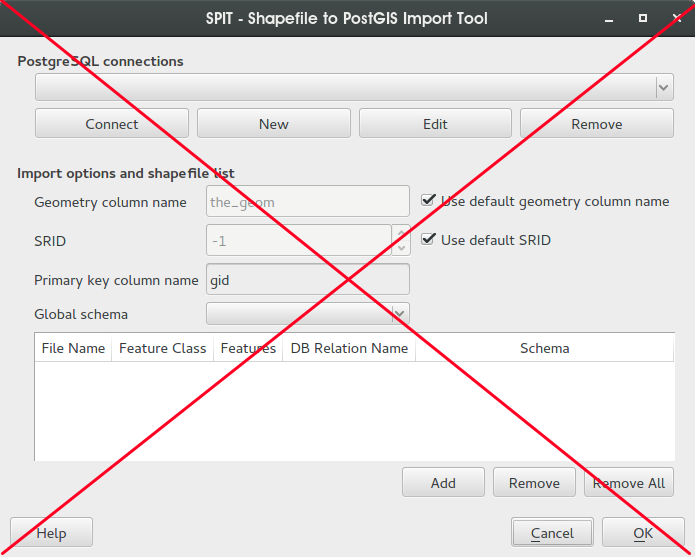 SPIT - Shapefile to PostGIS Import Tool
PostgreSQL connections
Connect New Edit Remove
Import options and shapefile list
Geometry column name the_geom Use default geometry column name
SRID -1 Use default SRID
Primary key column name gid
Global schema
File Name Feature Class Features DB Relation Name Schema
Add Remove Remove All
Help Cancel OK